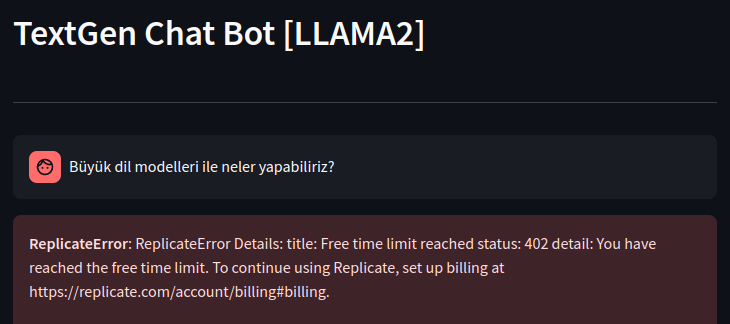 TextGen Chat Bot [LLAMA2]
Büyük dil modelleri ile neler yapabiliriz?
ReplicateError: ReplicateError Details: title: Free time limit reached status: 402 detail: You have
reached the free time limit. To continue using Replicate, set up billing at
https://replicate.com/account/billing#billing.